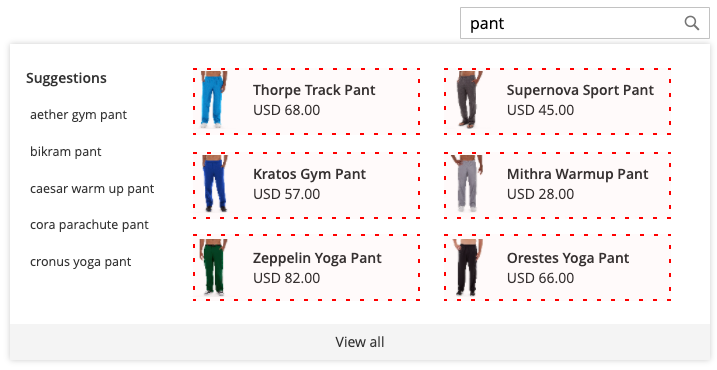 pant
Suggestions
aether gym pant
bikram pant
caesar warm up pant
cora parachute pant
cronus yoga pant
Thorpe Track Pant
USD 68.00
Supernova Sport Pant
USD 45.00
Kratos Gym Pant
USD 57.00
Mithra Warmup Pant
USD 28.00
Zeppelin Yoga Pant
USD 82.00
Orestes Yoga Pant
USD 66.00
View all